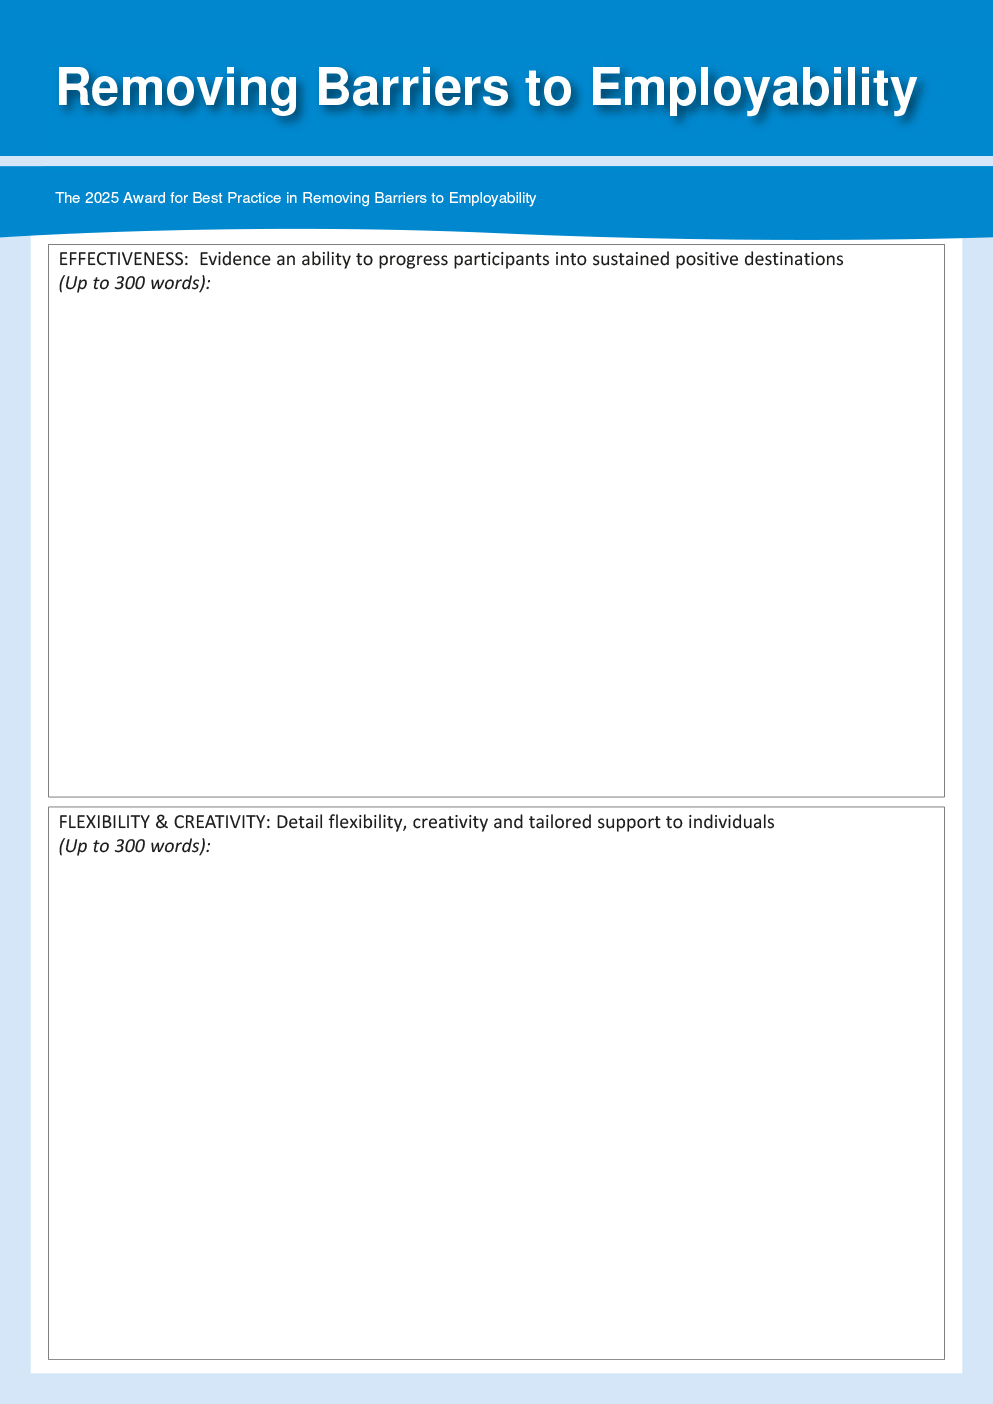 Removing Barriers to Employability
The 2025 Award for Best Practice in Removing Barriers to Employability
EFFECTIVENESS:  Evidence an ability to progress participants into sustained positive destinations
(Up to 300 words):
FLEXIBILITY & CREATIVITY: Detail flexibility, creativity and tailored support to individuals
(Up to 300 words):